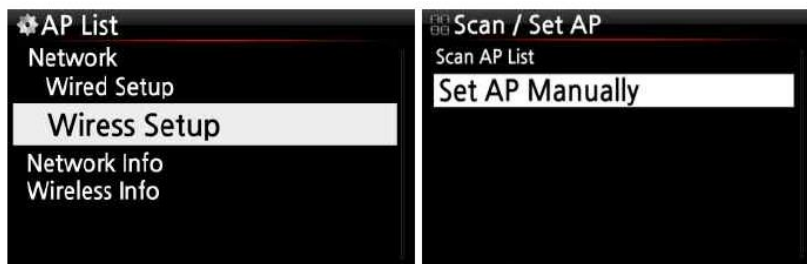 AP List
Network
Wired Setup
Wiress Setup
Network Info
Wireless Info
Scan / Set AP
Scan AP List
Set AP Manually